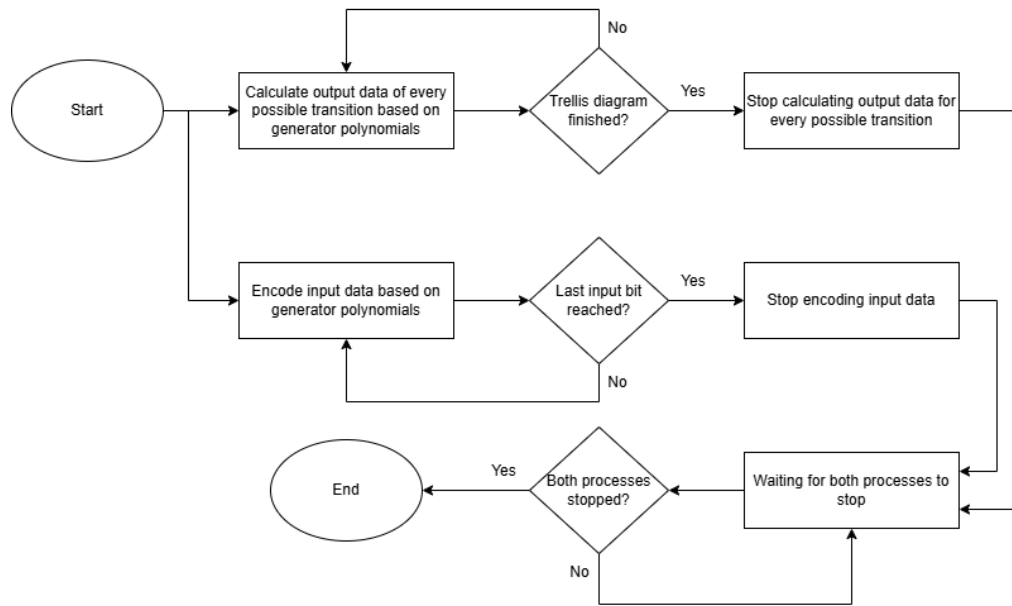 No
Start
Calculate output data of every
possible transition based on
generator polynomials
Trellis diagram
finished?
Yes
Stop calculating output data for
every possible transition
Encode input data based on
generator polynomials
Last input bit
reached?
Yes
Stop encoding input data
No
End
Yes
Both processes
stopped?
Waiting for both processes to
stop
No